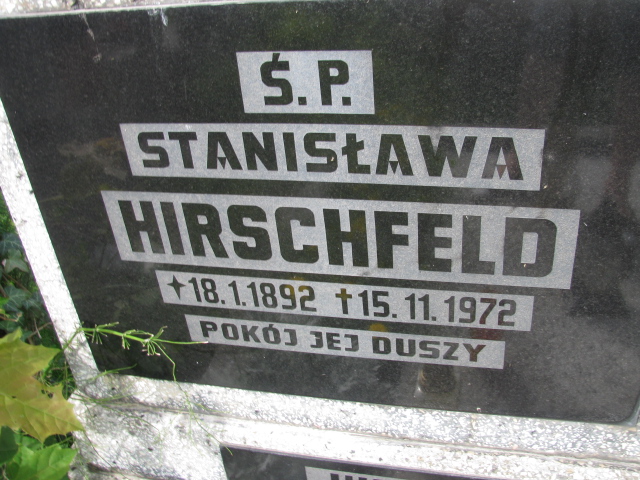 Ś.P.
STANISŁAWA
HIRSCHFELD
✦18.1.1892 ✝15.11.1972
POKÓJ JEJ DUSZY